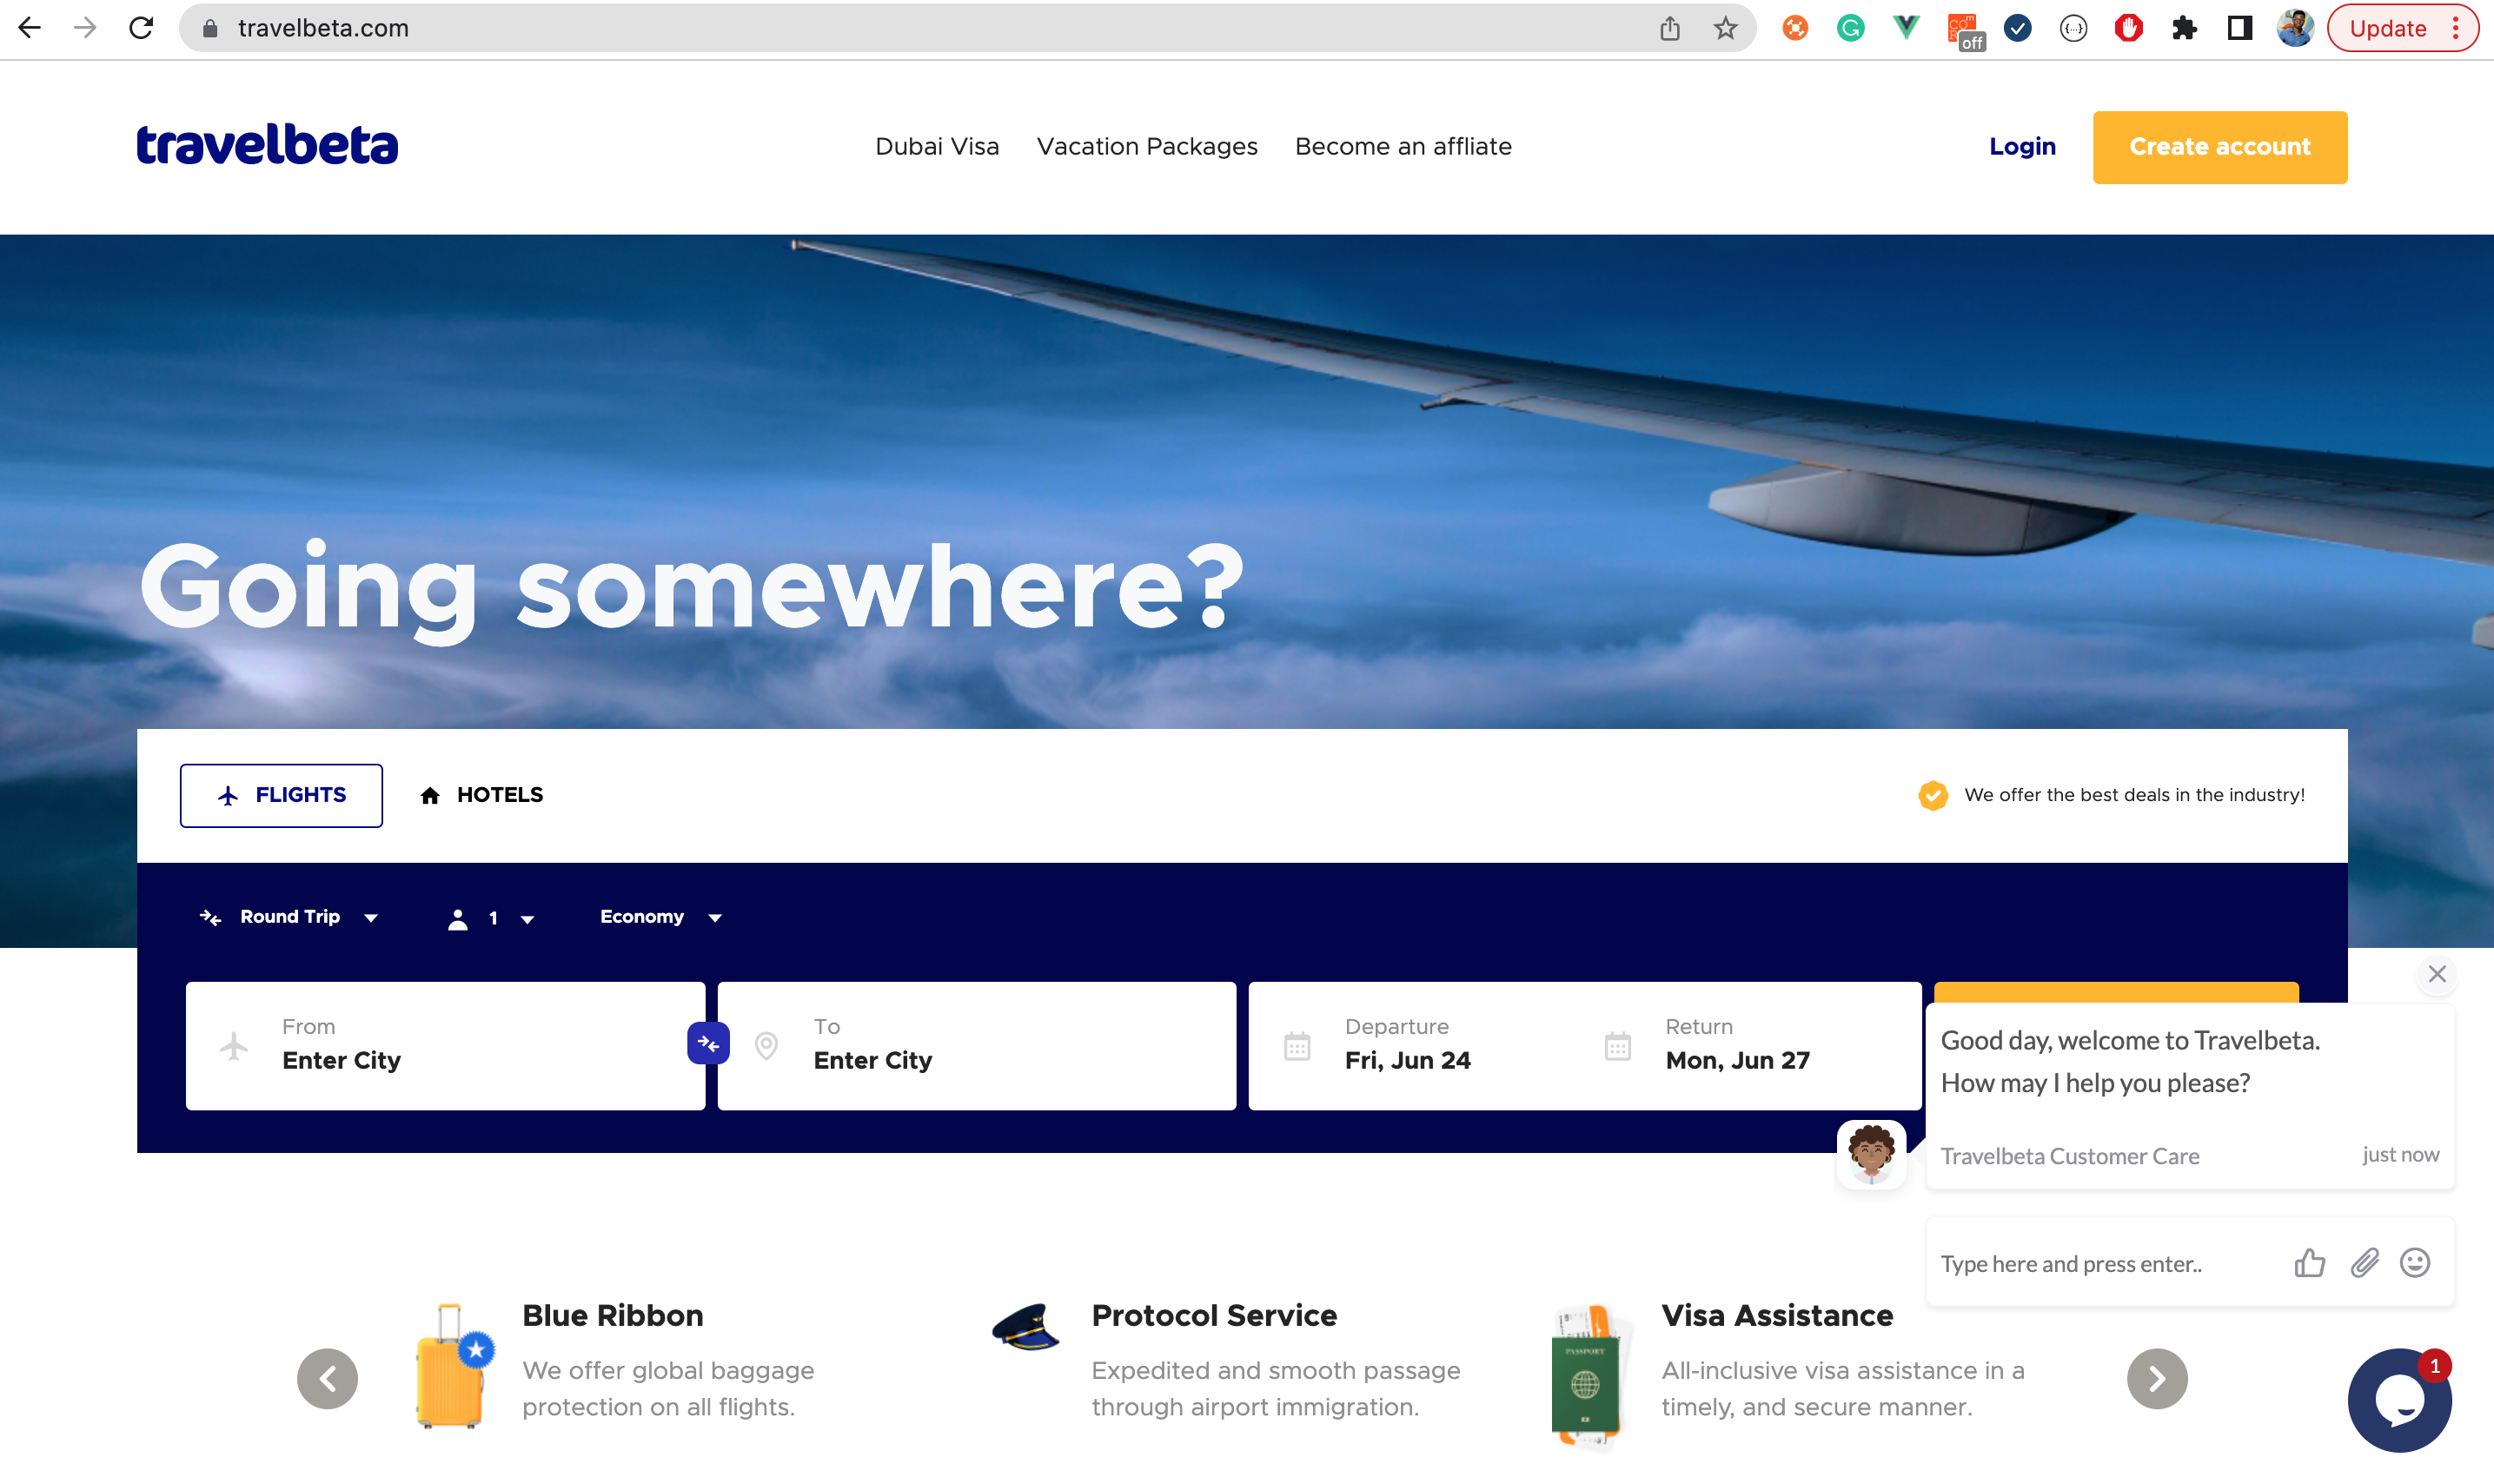 travelbeta.com
off
Update
travelbeta
Dubai Visa
Vacation Packages
Become an affliate
Login
Create account
Going somewhere?
FLIGHTS
HOTELS
We offer the best deals in the industry!
Round Trip
1
Economy
From
Enter City
To
Enter City
Departure
Fri, Jun 24
Return
Mon, Jun 27
Good day, welcome to Travelbeta.
How may I help you please?
Travelbeta Customer Care
just now
Type here and press enter..
Blue Ribbon
We offer global baggage
protection on all flights.
Protocol Service
Expedited and smooth passage
through airport immigration.
PASSPORT
Visa Assistance
All-inclusive visa assistance in a
timely, and secure manner.
1